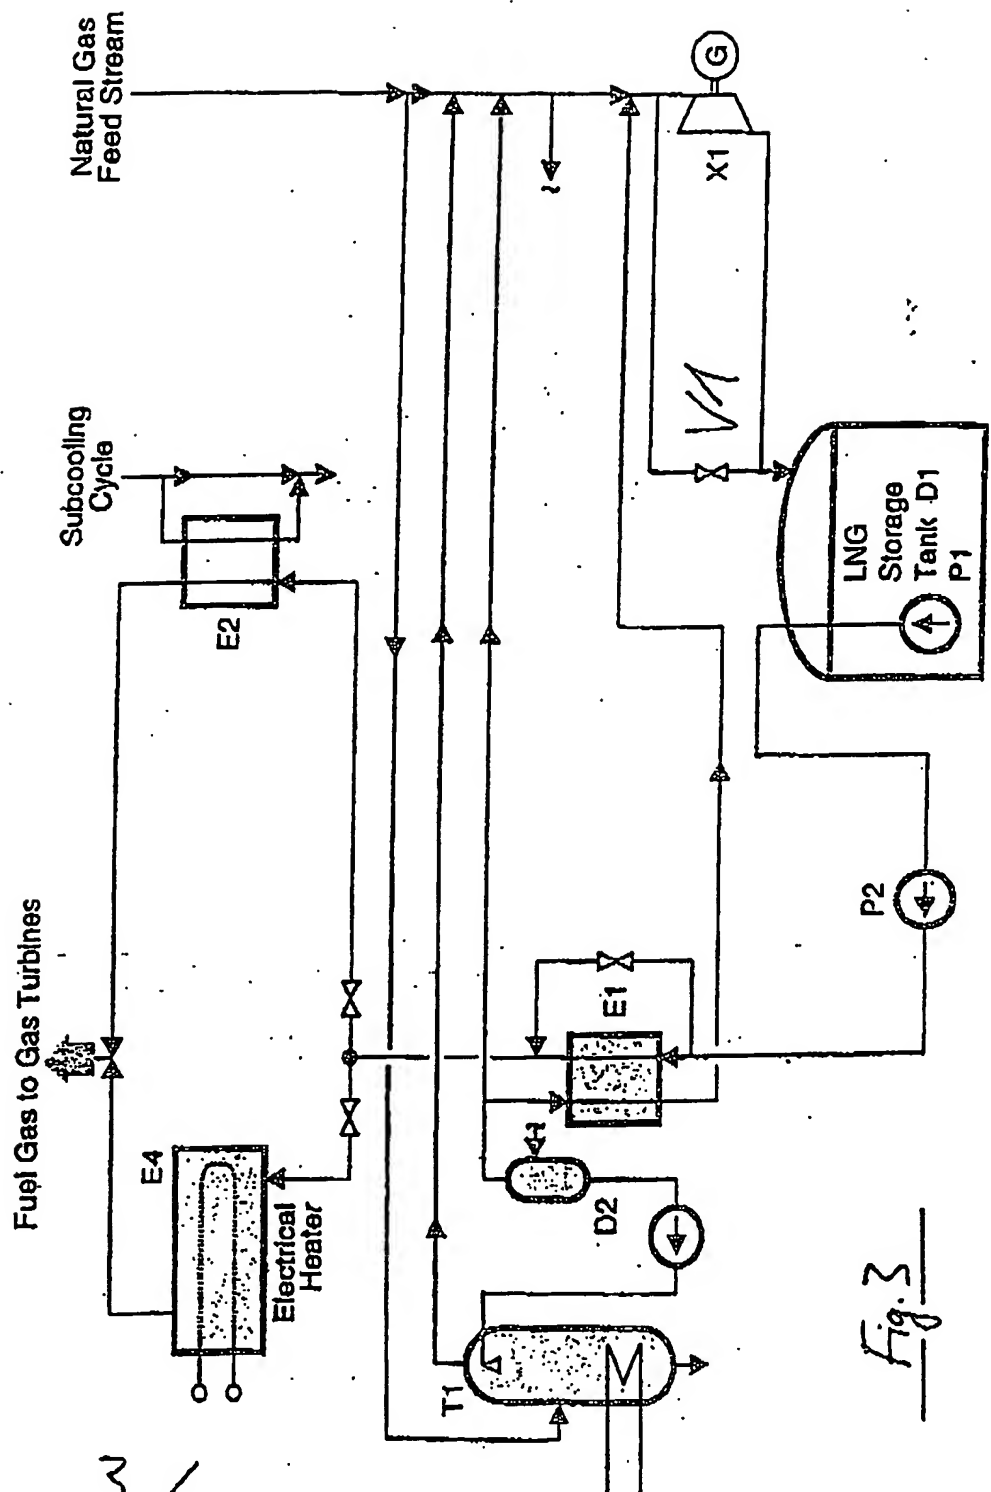 Natural Gas
Feed Stream
G
X1
Subcooling
Cycle
E2
V1
LNG
Storage
Tank D1
P1
Fuel Gas to Gas Turbines
P2
E1
E4
Electrical
Heater
D2
T1
Fig. 3